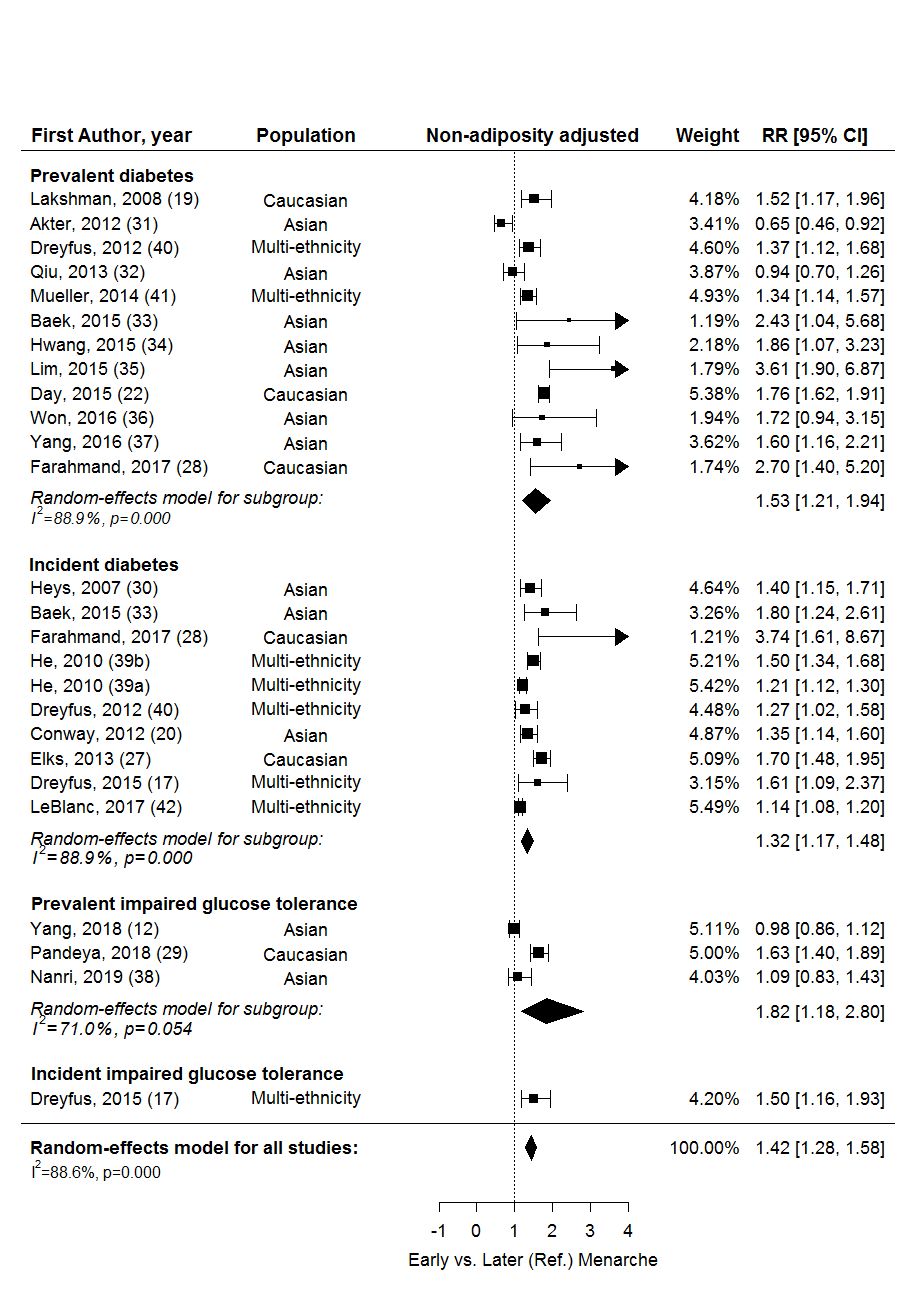 First Author, year Population Non-adiposity adjusted Weight RR [95% CI]
Prevalent diabetes
Lakshman, 2008 (19) Caucasian 4.18% 1.52 [1.17, 1.96]
Akter, 2012 (31) Asian 3.41% 0.65 [0.46, 0.92]
Dreyfus, 2012 (40) Multi-ethnicity 4.60% 1.37 [1.12, 1.68]
Qiu, 2013 (32) Asian 3.87% 0.94 [0.70, 1.26]
Mueller, 2014 (41) Multi-ethnicity 4.93% 1.34 [1.14, 1.57]
Baek, 2015 (33) Asian 1.19% 2.43 [1.04, 5.68]
Hwang, 2015 (34) Asian 2.18% 1.86 [1.07, 3.23]
Lim, 2015 (35) Asian 1.79% 3.61 [1.90, 6.87]
Day, 2015 (22) Caucasian 5.38% 1.76 [1.62, 1.91]
Won, 2016 (36) Asian 1.94% 1.72 [0.94, 3.15]
Yang, 2016 (37) Asian 3.62% 1.60 [1.16, 2.21]
Farahmand, 2017 (28) Caucasian 1.74% 2.70 [1.40, 5.20]
Random-effects model for subgroup: 1.53 [1.21, 1.94]
I2=88.9%, p=0.000
Incident diabetes
Heys, 2007 (30) Asian 4.64% 1.40 [1.15, 1.71]
Baek, 2015 (33) Asian 3.26% 1.80 [1.24, 2.61]
Farahmand, 2017 (28) Caucasian 1.21% 3.74 [1.61, 8.67]
He, 2010 (39b) Multi-ethnicity 5.21% 1.50 [1.34, 1.68]
He, 2010 (39a) Multi-ethnicity 5.42% 1.21 [1.12, 1.30]
Dreyfus, 2012 (40) Multi-ethnicity 4.48% 1.27 [1.02, 1.58]
Conway, 2012 (20) Asian 4.87% 1.35 [1.14, 1.60]
Elks, 2013 (27) Caucasian 5.09% 1.70 [1.48, 1.95]
Dreyfus, 2015 (17) Multi-ethnicity 3.15% 1.61 [1.09, 2.37]
LeBlanc, 2017 (42) Multi-ethnicity 5.49% 1.14 [1.08, 1.20]
Random-effects model for subgroup: 1.32 [1.17, 1.48]
I2=88.9%, p=0.000
Prevalent impaired glucose tolerance
Yang, 2018 (12) Asian 5.11% 0.98 [0.86, 1.12]
Pandeya, 2018 (29) Caucasian 5.00% 1.63 [1.40, 1.89]
Nanri, 2019 (38) Asian 4.03% 1.09 [0.83, 1.43]
Random-effects model for subgroup: 1.82 [1.18, 2.80]
I2=71.0%, p=0.054
Incident impaired glucose tolerance
Dreyfus, 2015 (17) Multi-ethnicity 4.20% 1.50 [1.16, 1.93]
Random-effects model for all studies: 100.00% 1.42 [1.28, 1.58]
I2=88.6%, p=0.000
-1 0 1 2 3 4
Early vs. Later (Ref.) Menarche